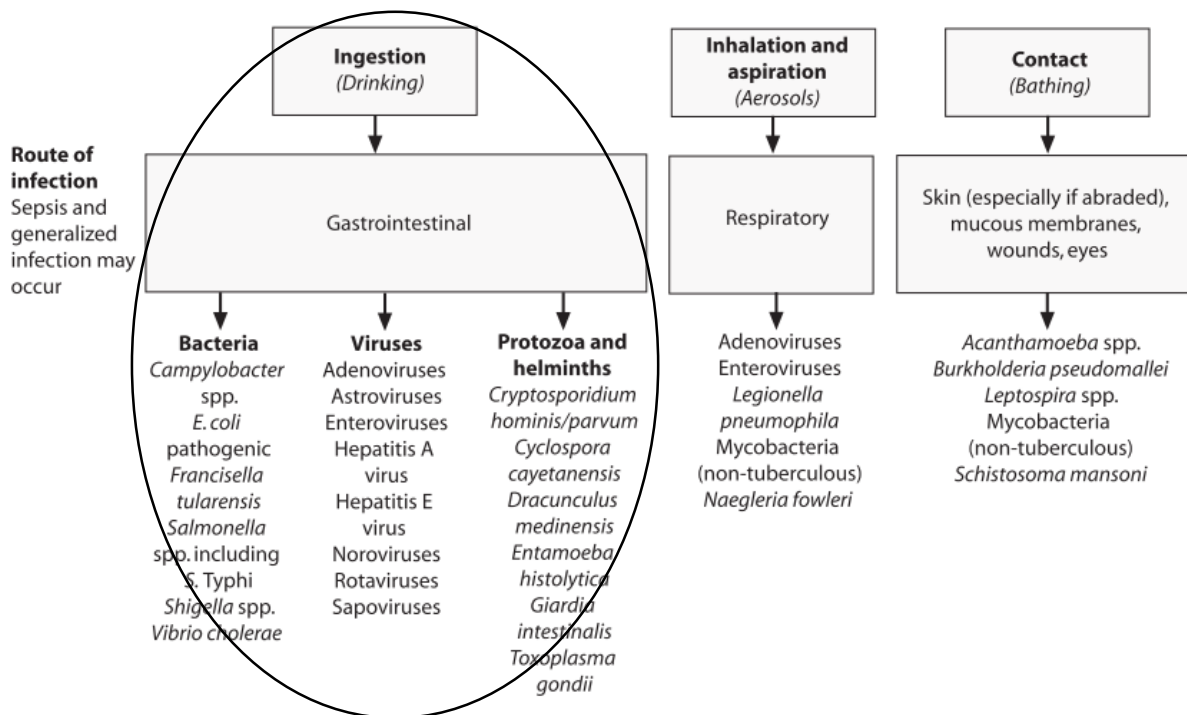 Ingestion
(Drinking)
Inhalation and
aspiration
(Aerosols)
Contact
(Bathing)
Route of
infection
Sepsis and
generalized
infection may
occur
Gastrointestinal
Respiratory
Skin (especially if abraded),
mucous membranes,
wounds, eyes
Bacteria
Campylobacter
spp.
E. coli
pathogenic
Francisella
tularensis
Salmonella
spp. including
S. Typhi
Shigella spp.
Vibrio cholerae
Viruses
Adenoviruses
Astroviruses
Enteroviruses
Hepatitis A
virus
Hepatitis E
virus
Noroviruses
Rotaviruses
Sapoviruses
Protozoa and
helminths
Cryptosporidium
hominis/parvum
Cyclospora
cayetanensis
Dracunculus
medinensis
Entamoeba
histolytica
Giardia
intestinalis
Toxoplasma
gondii
Adenoviruses
Enteroviruses
Legionella
pneumophila
Mycobacteria
(non-tuberculous)
Naegleria fowleri
Acanthamoeba spp.
Burkholderia pseudomallei
Leptospira spp.
Mycobacteria
(non-tuberculous)
Schistosoma mansoni